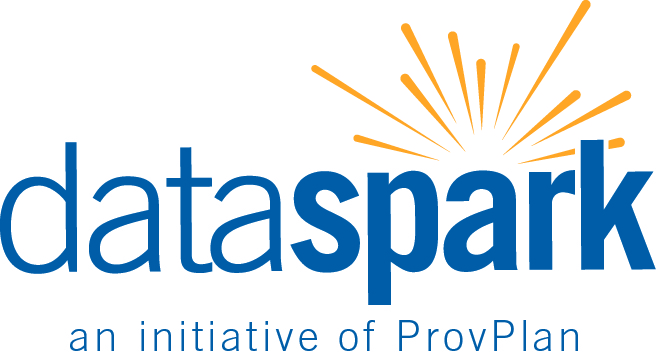 dataspark
an initiative of ProvPlan